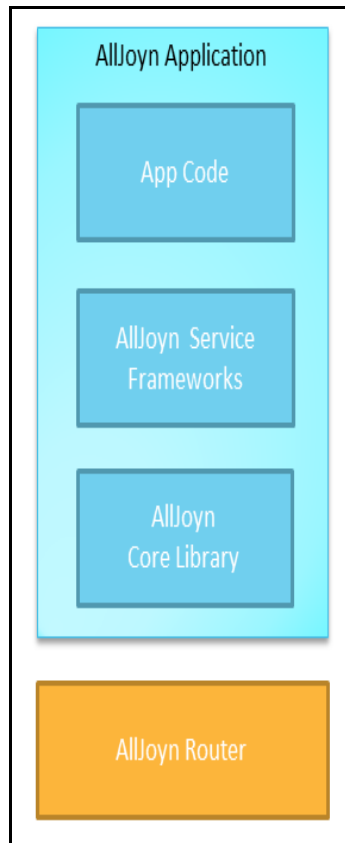 AllJoyn Application
App Code
AllJoyn Service
Frameworks
AllJoyn
Core Library
AllJoyn Router